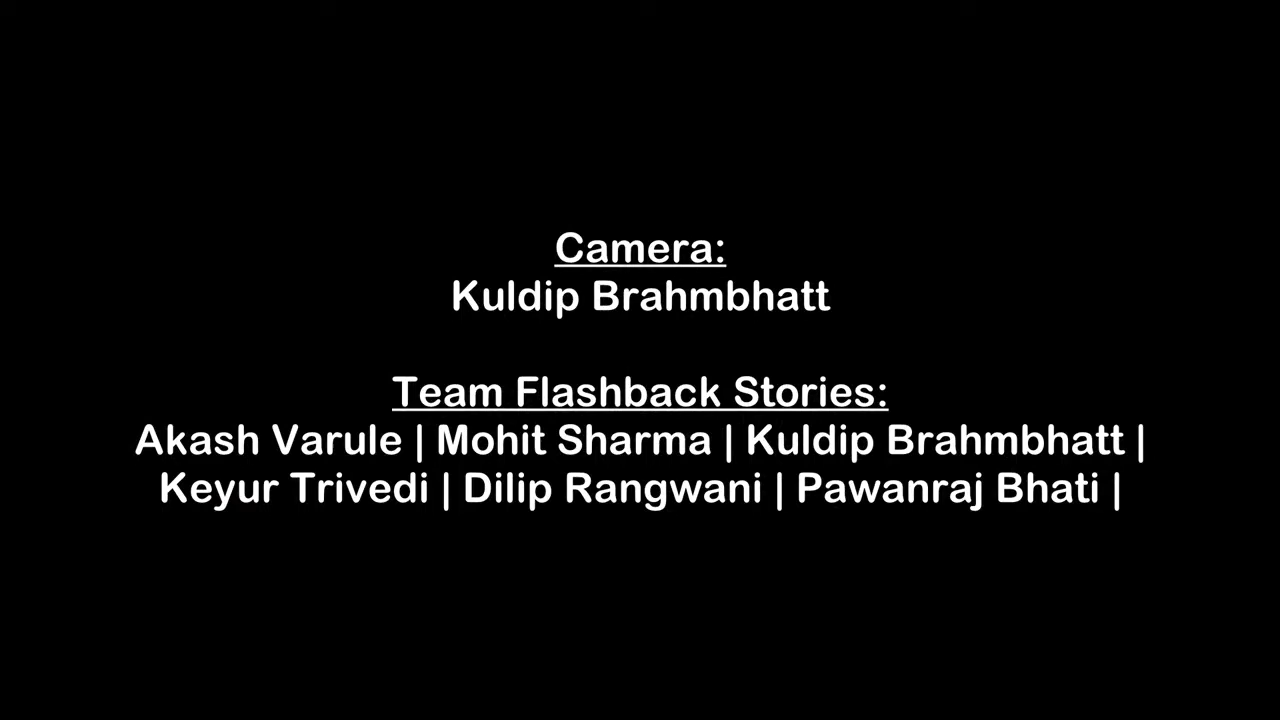 Camera:
Kuldip Brahmbhatt
Team Flashback Stories:
Akash Varule | Mohit Sharma | Kuldip Brahmbhatt |
Keyur Trivedi | Dilip Rangwani | Pawanraj Bhati |